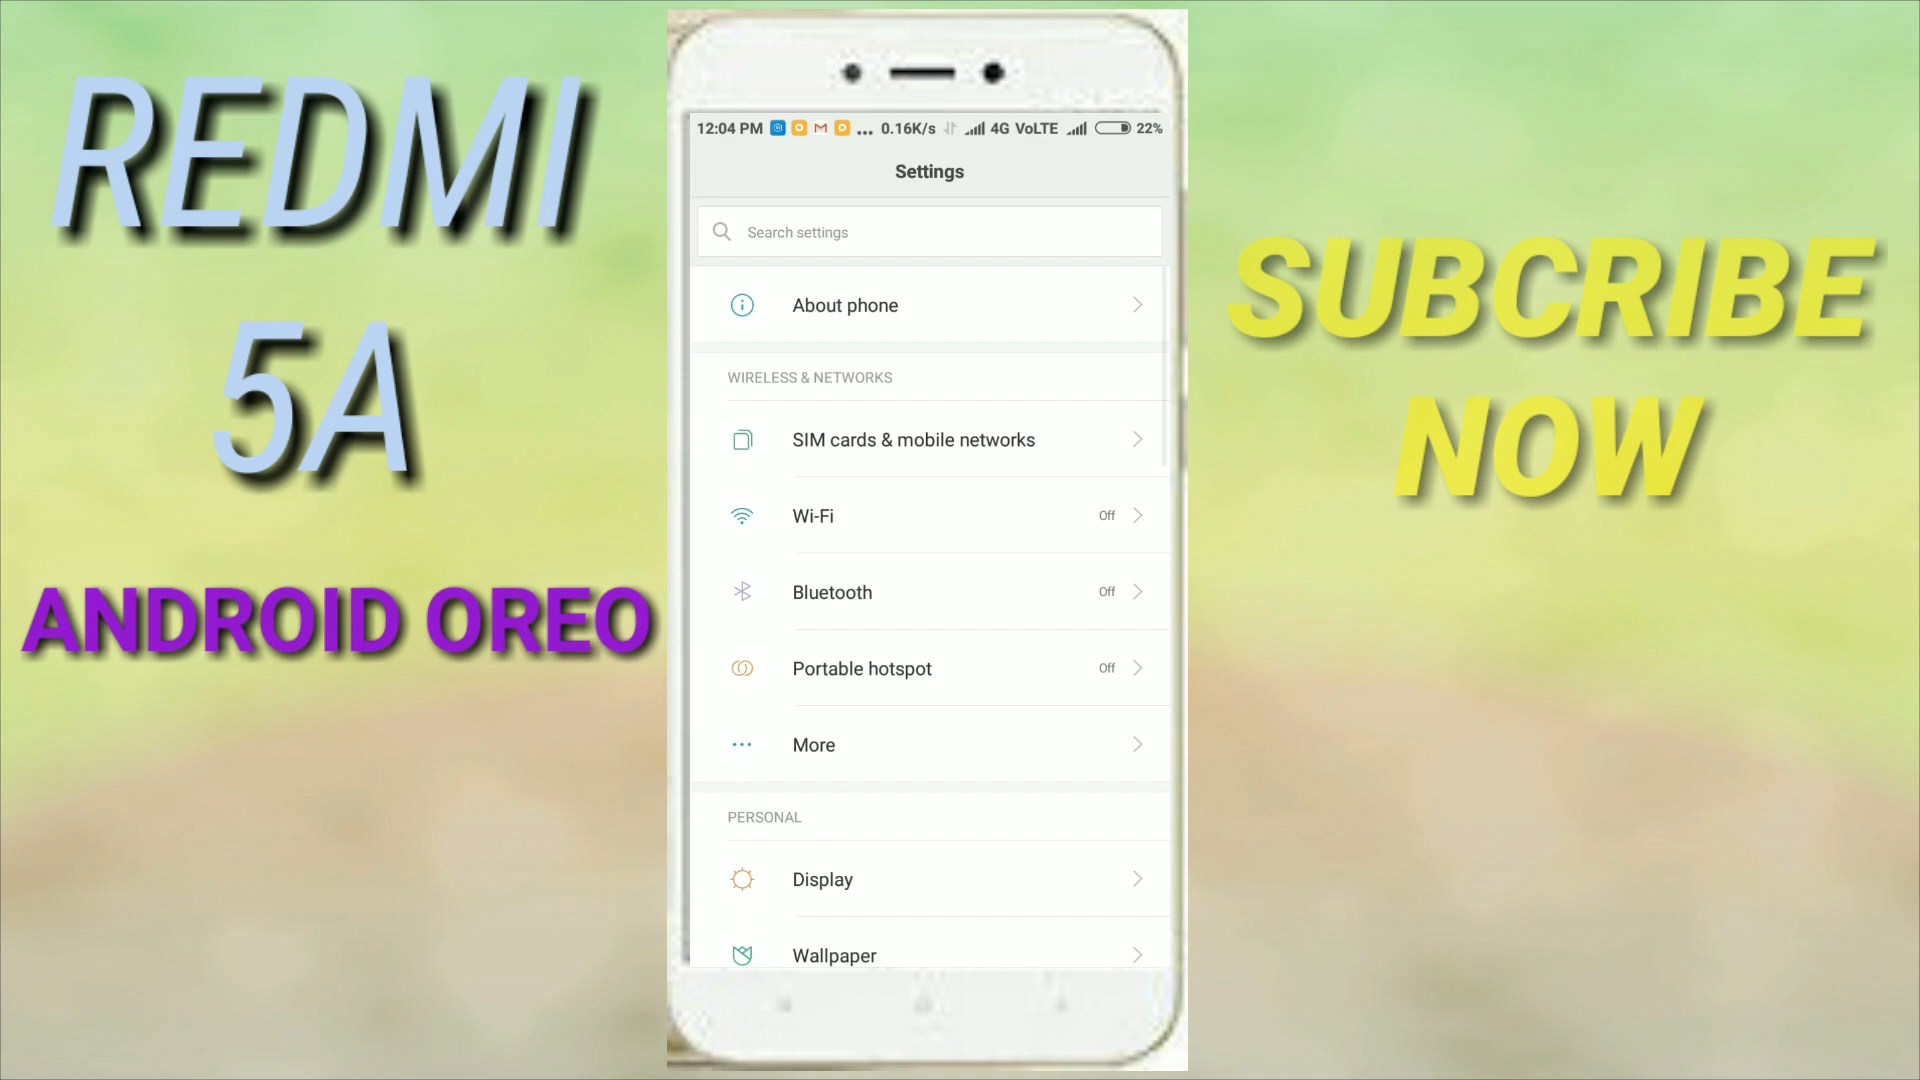 REDMI
5A
ANDROID OREO
12:04 PM ... 0.16K/s 4G VoLTE 22%
Settings
Search settings
About phone
WIRELESS & NETWORKS
SIM cards & mobile networks
Wi-Fi Off
Bluetooth Off
Portable hotspot Off
More
PERSONAL
Display
Wallpaper
SUBCRIBE
NOW